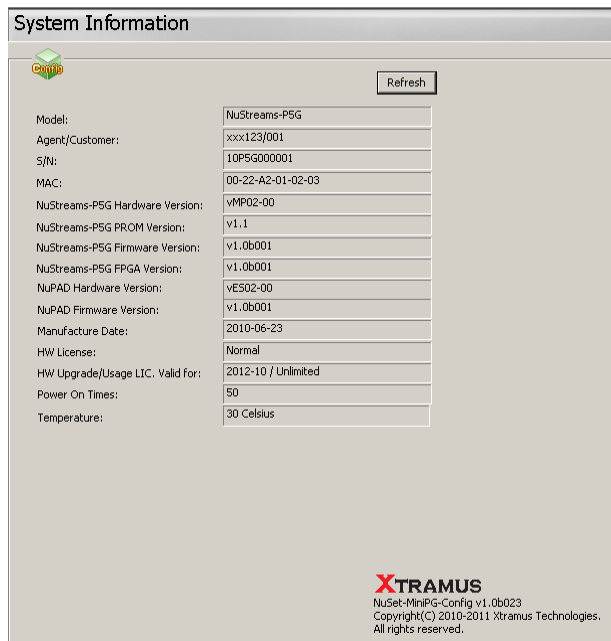 System Information
Config
Refresh
Model: NuStreams-P5G
Agent/Customer: xxx123/001
S/N: 10P5G000001
MAC: 00-22-A2-01-02-03
NuStreams-P5G Hardware Version: vMP02-00
NuStreams-P5G PROM Version: v1.1
NuStreams-P5G Firmware Version: v1.0b001
NuStreams-P5G FPGA Version: v1.0b001
NuPAD Hardware Version: vES02-00
NuPAD Firmware Version: v1.0b001
Manufacture Date: 2010-06-23
HW License: Normal
HW Upgrade/Usage LIC. Valid for: 2012-10 / Unlimited
Power On Times: 50
Temperature: 30 Celsius
XTRAMUS
NuSet-MiniPG-Config v1.0b023
Copyright(C) 2010-2011 Xtramus Technologies.
All rights reserved.